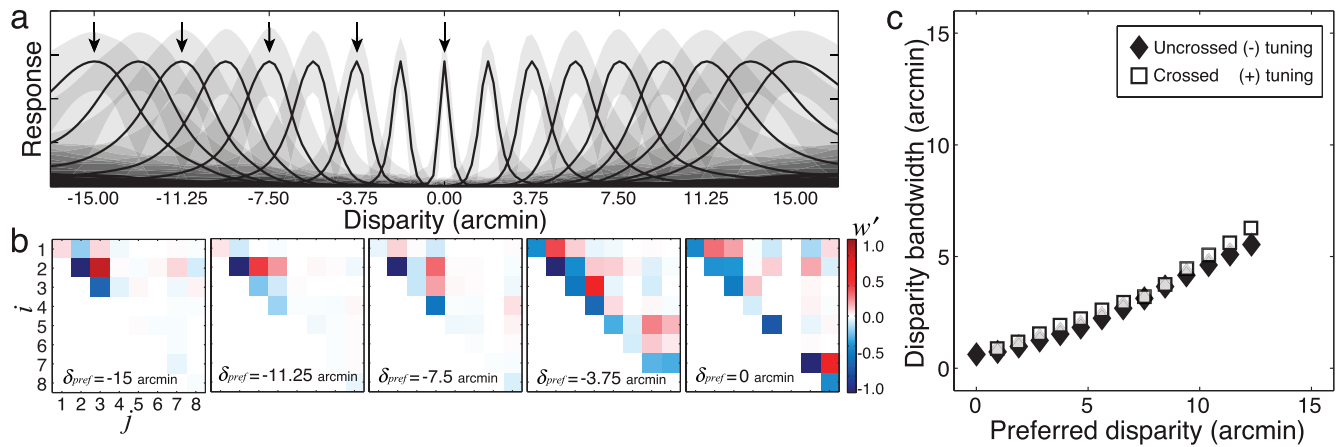 a
Response
-15.00 -11.25 -7.50 -3.75 0.00 3.75 7.50 11.25 15.00
Disparity (arcmin)
b
i
1
2
3
4
5
6
7
8
1 2 3 4 5 6 7 8
j
δpref=-15 arcmin
δpref=-11.25 arcmin
δpref=-7.5 arcmin
δpref=-3.75 arcmin
δpref=0 arcmin
w'
1.0
0.5
0.0
-0.5
-1.0
c
Disparity bandwidth (arcmin)
15
10
5
0
Uncrossed (-) tuning
Crossed (+) tuning
0 5 10 15
Preferred disparity (arcmin)